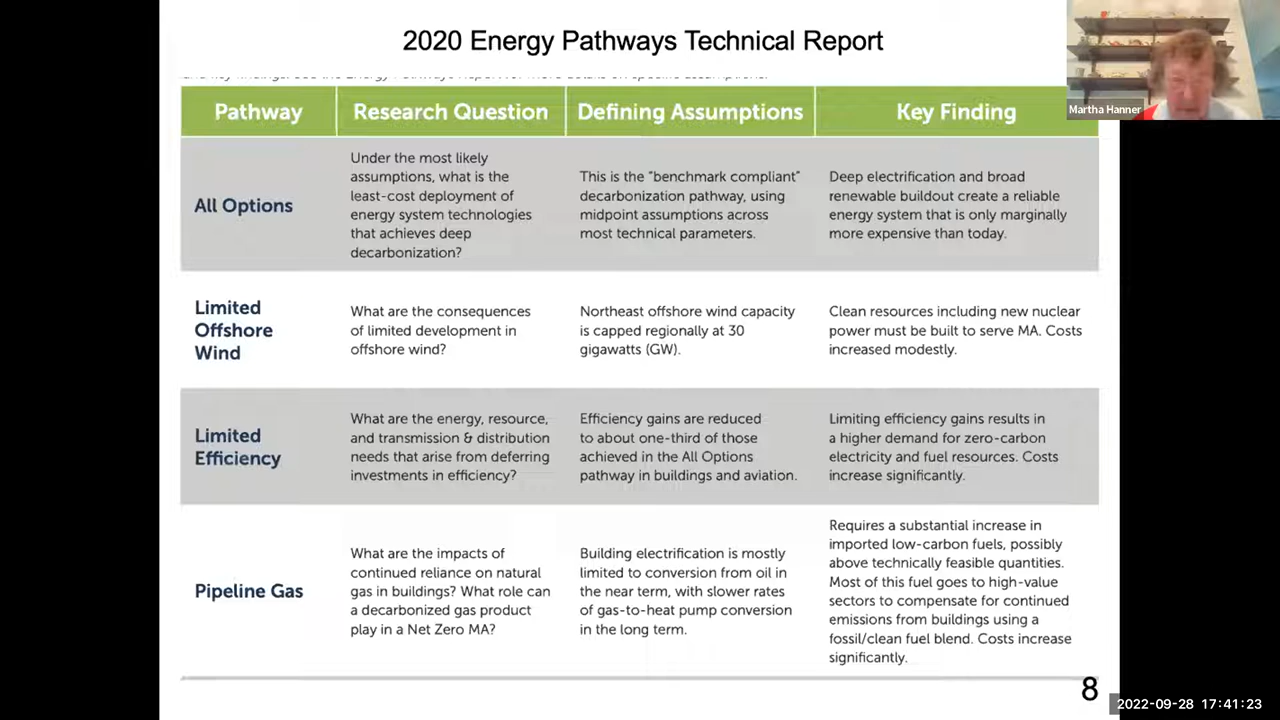 2020 Energy Pathways Technical Report
Martha Hanner
Pathway
Research Question
Defining Assumptions
Key Finding
All Options
Under the most likely
assumptions, what is the
least-cost deployment of
energy system technologies
that achieves deep
decarbonization?
This is the “benchmark compliant”
decarbonization pathway, using
midpoint assumptions across
most technical parameters.
Deep electrification and broad
renewable buildout create a reliable
energy system that is only marginally
more expensive than today.
Limited
Offshore
Wind
What are the consequences
of limited development in
offshore wind?
Northeast offshore wind capacity
is capped regionally at 30
gigawatts (GW).
Clean resources including new nuclear
power must be built to serve MA. Costs
increased modestly.
Limited
Efficiency
What are the energy, resource,
and transmission & distribution
needs that arise from deferring
investments in efficiency?
Efficiency gains are reduced
to about one-third of those
achieved in the All Options
pathway in buildings and aviation.
Limiting efficiency gains results in
a higher demand for zero-carbon
electricity and fuel resources. Costs
increase significantly.
Pipeline Gas
What are the impacts of
continued reliance on natural
gas in buildings? What role can
a decarbonized gas product
play in a Net Zero MA?
Building electrification is mostly
limited to conversion from oil in
the near term, with slower rates
of gas-to-heat pump conversion
in the long term.
Requires a substantial increase in
imported low-carbon fuels, possibly
above technically feasible quantities.
Most of this fuel goes to high-value
sectors to compensate for continued
emissions from buildings using a
fossil/clean fuel blend. Costs increase
significantly.
8
2022-09-28 17:41:23